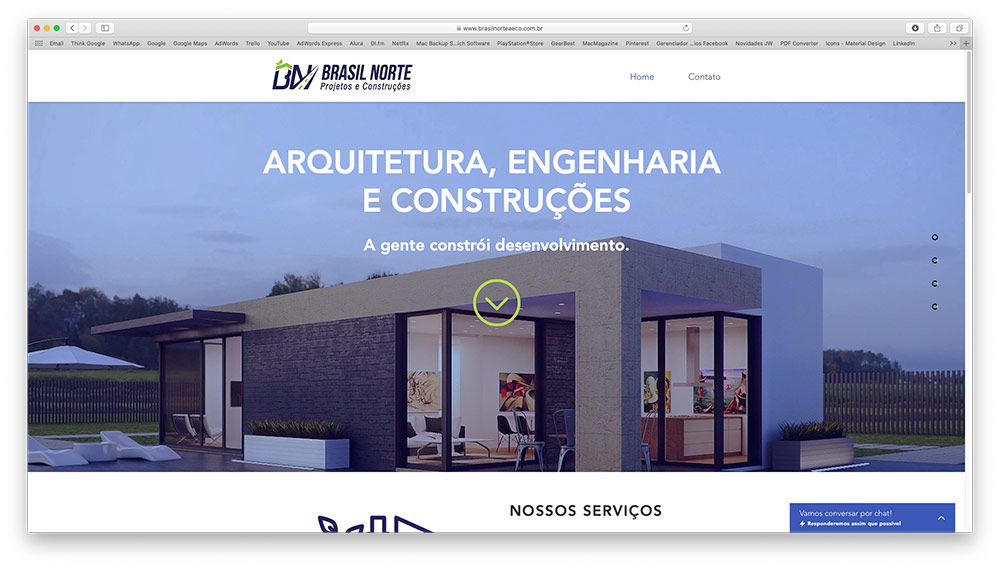 www.brasilnorteaeco.com.br
Email Think Google WhatsApp Google Google Maps AdWords Trello YouTube AdWords Express Alura DI.fm Netflix Mac Backup S...ich Software PlayStation®Store GearBest MacMagazine Pinterest Gerenciador ...ios Facebook Novidades JW PDF Converter Icons - Material Design LinkedIn
BRASIL NORTE
Projetos e Construções
Home Contato
ARQUITETURA, ENGENHARIA
E CONSTRUÇÕES
A gente constrói desenvolvimento.
NOSSOS SERVIÇOS
Vamos conversar por chat!
Responderemos assim que possível